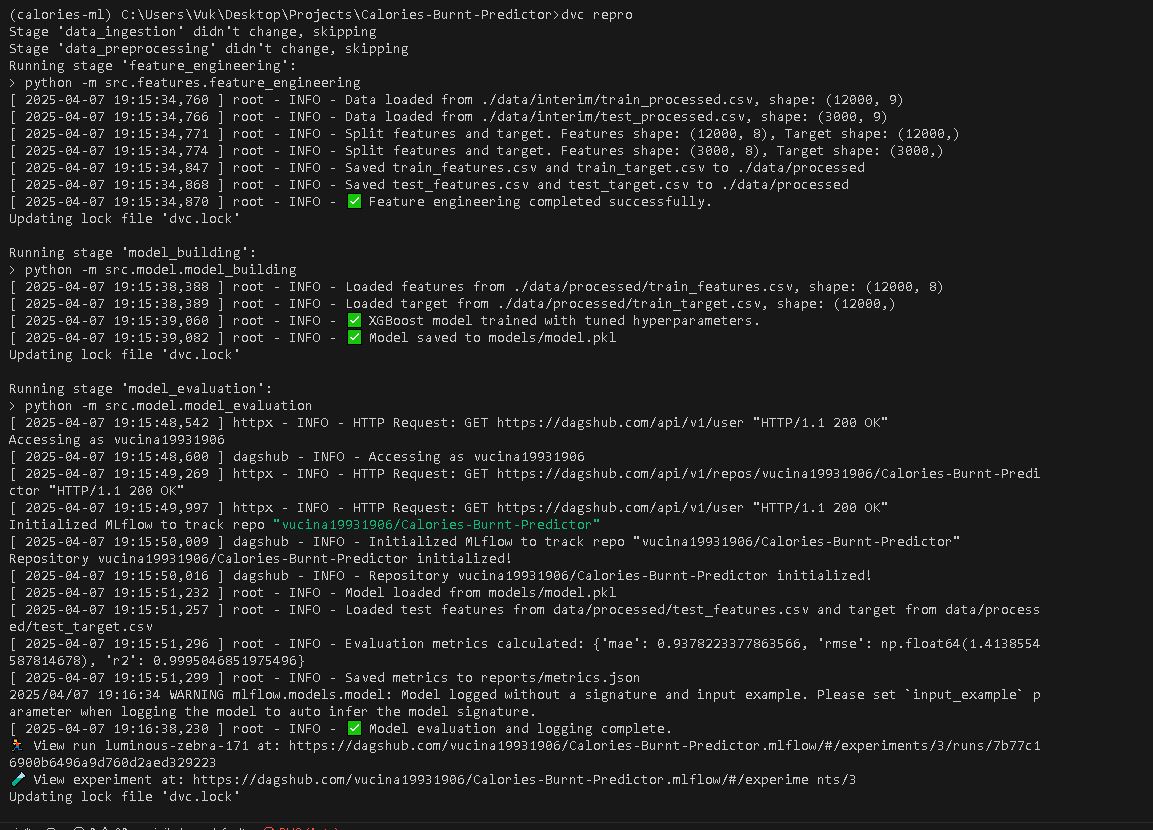 (calories-ml) C:\Users\Vuk\Desktop\Projects\Calories-Burnt-Predictor>dvc repro
Stage 'data_ingestion' didn't change, skipping
Stage 'data_preprocessing' didn't change, skipping
Running stage 'feature_engineering':
> python -m src.features.feature_engineering
[ 2025-04-07 19:15:34,760 ] root - INFO - Data loaded from ./data/interim/train_processed.csv, shape: (12000, 9)
[ 2025-04-07 19:15:34,766 ] root - INFO - Data loaded from ./data/interim/test_processed.csv, shape: (3000, 9)
[ 2025-04-07 19:15:34,771 ] root - INFO - Split features and target. Features shape: (12000, 8), Target shape: (12000,)
[ 2025-04-07 19:15:34,774 ] root - INFO - Split features and target. Features shape: (3000, 8), Target shape: (3000,)
[ 2025-04-07 19:15:34,847 ] root - INFO - Saved train_features.csv and train_target.csv to ./data/processed
[ 2025-04-07 19:15:34,868 ] root - INFO - Saved test_features.csv and test_target.csv to ./data/processed
[ 2025-04-07 19:15:34,870 ] root - INFO - ✅ Feature engineering completed successfully.
Updating lock file 'dvc.lock'
Running stage 'model_building':
> python -m src.model.model_building
[ 2025-04-07 19:15:38,388 ] root - INFO - Loaded features from ./data/processed/train_features.csv, shape: (12000, 8)
[ 2025-04-07 19:15:38,389 ] root - INFO - Loaded target from ./data/processed/train_target.csv, shape: (12000,)
[ 2025-04-07 19:15:39,060 ] root - INFO - ✅ XGBoost model trained with tuned hyperparameters.
[ 2025-04-07 19:15:39,082 ] root - INFO - ✅ Model saved to models/model.pkl
Updating lock file 'dvc.lock'
Running stage 'model_evaluation':
> python -m src.model.model_evaluation
[ 2025-04-07 19:15:48,542 ] httpx - INFO - HTTP Request: GET https://dagshub.com/api/v1/user "HTTP/1.1 200 OK"
Accessing as vucina19931906
[ 2025-04-07 19:15:48,600 ] dagshub - INFO - Accessing as vucina19931906
[ 2025-04-07 19:15:49,269 ] httpx - INFO - HTTP Request: GET https://dagshub.com/api/v1/repos/vucina19931906/Calories-Burnt-Predi
ctor "HTTP/1.1 200 OK"
[ 2025-04-07 19:15:49,997 ] httpx - INFO - HTTP Request: GET https://dagshub.com/api/v1/user "HTTP/1.1 200 OK"
Initialized MLflow to track repo "vucina19931906/Calories-Burnt-Predictor"
[ 2025-04-07 19:15:50,009 ] dagshub - INFO - Initialized MLflow to track repo "vucina19931906/Calories-Burnt-Predictor"
Repository vucina19931906/Calories-Burnt-Predictor initialized!
[ 2025-04-07 19:15:50,016 ] dagshub - INFO - Repository vucina19931906/Calories-Burnt-Predictor initialized!
[ 2025-04-07 19:15:51,232 ] root - INFO - Model loaded from models/model.pkl
[ 2025-04-07 19:15:51,257 ] root - INFO - Loaded test features from data/processed/test_features.csv and target from data/process
ed/test_target.csv
[ 2025-04-07 19:15:51,296 ] root - INFO - Evaluation metrics calculated: {'mae': 0.9378223377863566, 'rmse': np.float64(1.4138554
587814678), 'r2': 0.9995046851975496}
[ 2025-04-07 19:15:51,299 ] root - INFO - Saved metrics to reports/metrics.json
2025/04/07 19:16:34 WARNING mlflow.models.model: Model logged without a signature and input example. Please set `input_example` p
arameter when logging the model to auto infer the model signature.
[ 2025-04-07 19:16:38,230 ] root - INFO - ✅ Model evaluation and logging complete.
🏃 View run luminous-zebra-171 at: https://dagshub.com/vucina19931906/Calories-Burnt-Predictor.mlflow/#/experiments/3/runs/7b77c1
6900b6496a9d760d2aed329223
🧪 View experiment at: https://dagshub.com/vucina19931906/Calories-Burnt-Predictor.mlflow/#/experime nts/3
Updating lock file 'dvc.lock'